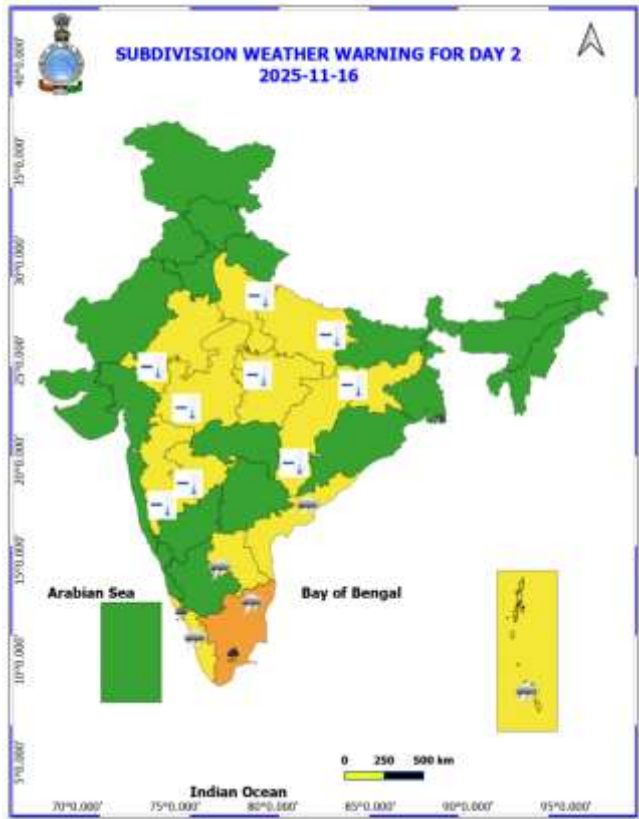 SUBDIVISION WEATHER WARNING FOR DAY 2
2025-11-16
40°0.000'
35°0.000'
30°0.000'
25°0.000'
20°0.000'
15°0.000'
10°0.000'
5°0.000'
Arabian Sea
Bay of Bengal
0 250 500 km
Indian Ocean
70°0.000' 75°0.000' 80°0.000' 85°0.000' 90°0.000' 95°0.000'